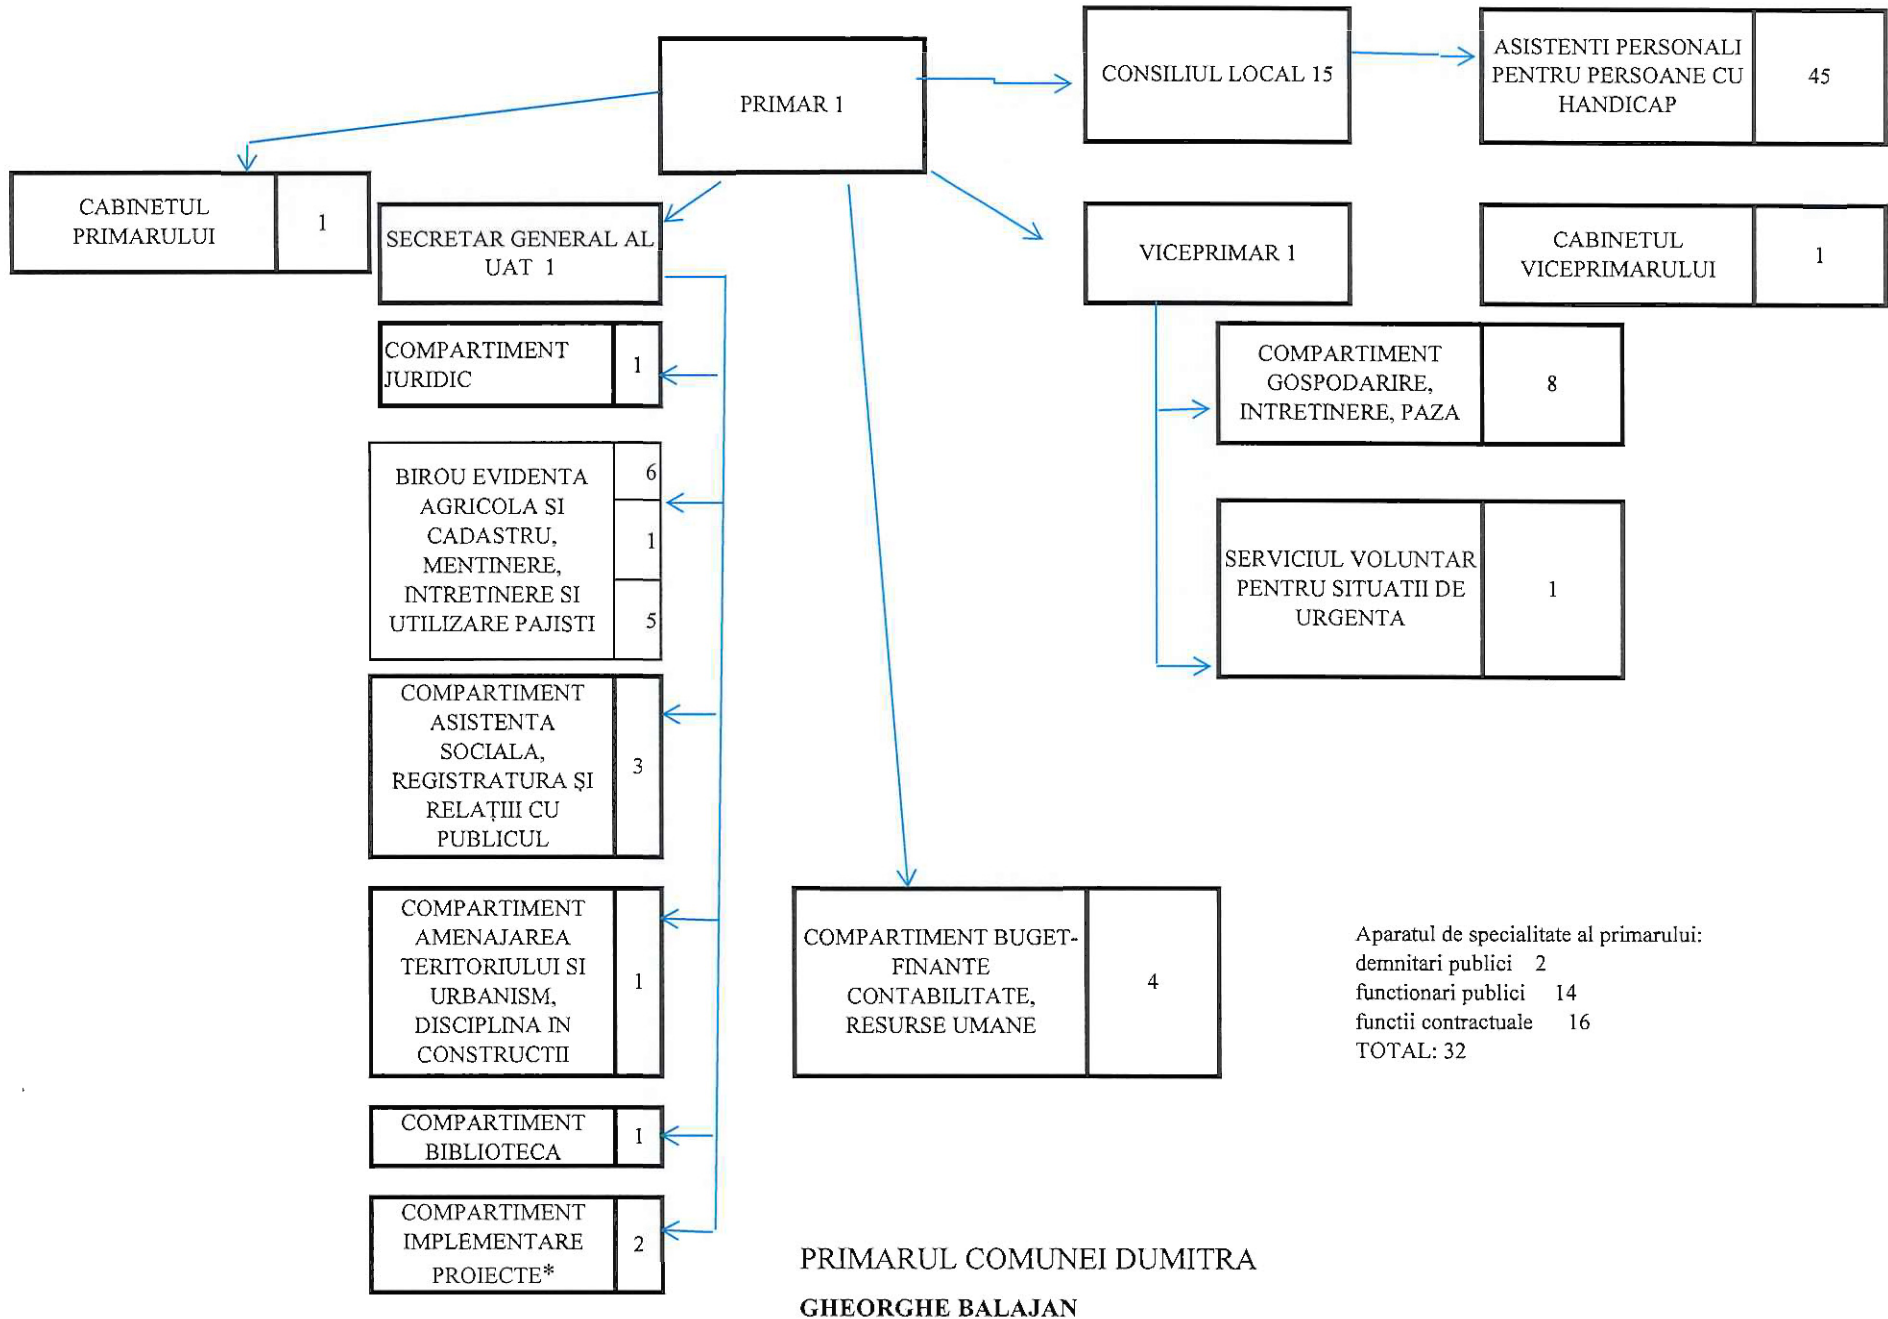 PRIMAR 1
CONSILIUL LOCAL 15
ASISTENTI PERSONALI
PENTRU PERSOANE CU
HANDICAP
45
CABINETUL
PRIMARULUI
1
SECRETAR GENERAL AL
UAT 1
VICEPRIMAR 1
CABINETUL
VICEPRIMARULUI
1
COMPARTIMENT
JURIDIC
1
COMPARTIMENT
GOSPODARIRE,
INTRETINERE, PAZA
8
BIROU EVIDENTA
AGRICOLA SI
CADASTRU,
MENTINERE,
INTRETINERE SI
UTILIZARE PAJISTI
6
1
5
SERVICIUL VOLUNTAR
PENTRU SITUATII DE
URGENTA
1
COMPARTIMENT
ASISTENTA
SOCIALA,
REGISTRATURA ŞI
RELAŢIII CU
PUBLICUL
3
COMPARTIMENT
AMENAJAREA
TERITORIULUI SI
URBANISM,
DISCIPLINA IN
CONSTRUCTII
1
COMPARTIMENT BUGET-
FINANTE
CONTABILITATE,
RESURSE UMANE
4
Aparatul de specialitate al primarului:
demnitari publici 2
functionari publici 14
functii contractuale 16
TOTAL: 32
COMPARTIMENT
BIBLIOTECA
1
COMPARTIMENT
IMPLEMENTARE
PROIECTE*
2
PRIMARUL COMUNEI DUMITRA
GHEORGHE BALAJAN